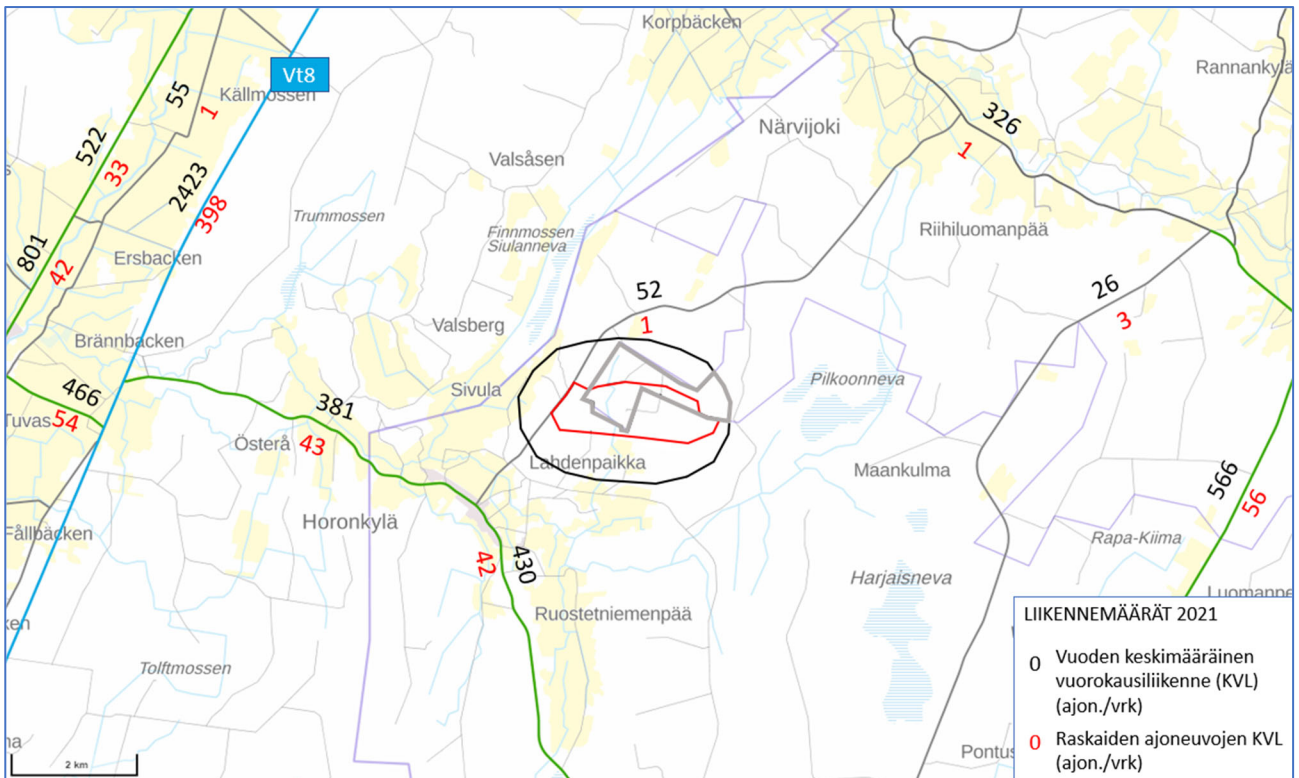 Korpbäcken
Vt8
Källmossen
55
1
522
33
2423
398
Rannankylä
326
1
Närvijoki
Valsåsen
Trummossen
Finnmossen
Siulanneva
Riihiluomanpää
801
42
Ersbacken
26
3
52
1
Valsberg
Brännbacken
Pilkoonneva
Sivula
466
54
Tuvas
381
43
Österå
Lahdenpaikka
Maankulma
566
56
Horonkylä
Fållbäcken
Rapa-Kiima
42
430
Harjaisneva
Luomanpe
Ruostetniemenpää
Tolftmossen
Pontus
2 km
LIIKENNEMÄÄRÄT 2021
0 Vuoden keskimääräinen
vuorokausiliikenne (KVL)
(ajon./vrk)
0 Raskaiden ajoneuvojen KVL
(ajon./vrk)